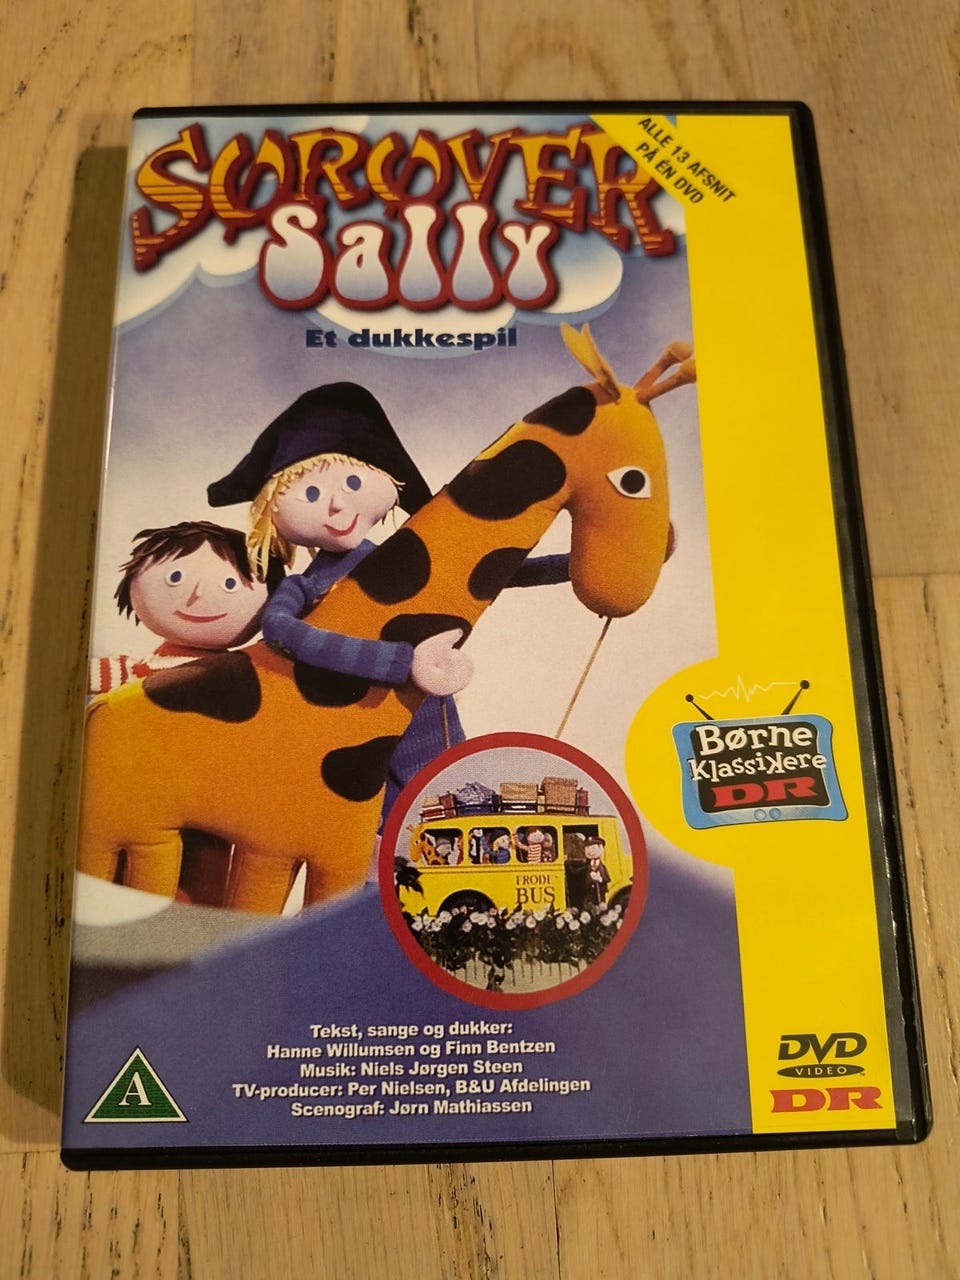 SØRØVER
Sally
Et dukkespil
ALLE 13 AFSNIT
PÅ ÉN DVD
Børne
Klassikere
DR
FRODE
BUS
Tekst, sange og dukker:
Hanne Willumsen og Finn Bentzen
Musik: Niels Jørgen Steen
TV-producer: Per Nielsen, B&U Afdelingen
Scenograf: Jørn Mathiassen
A
DVD
VIDEO
DR